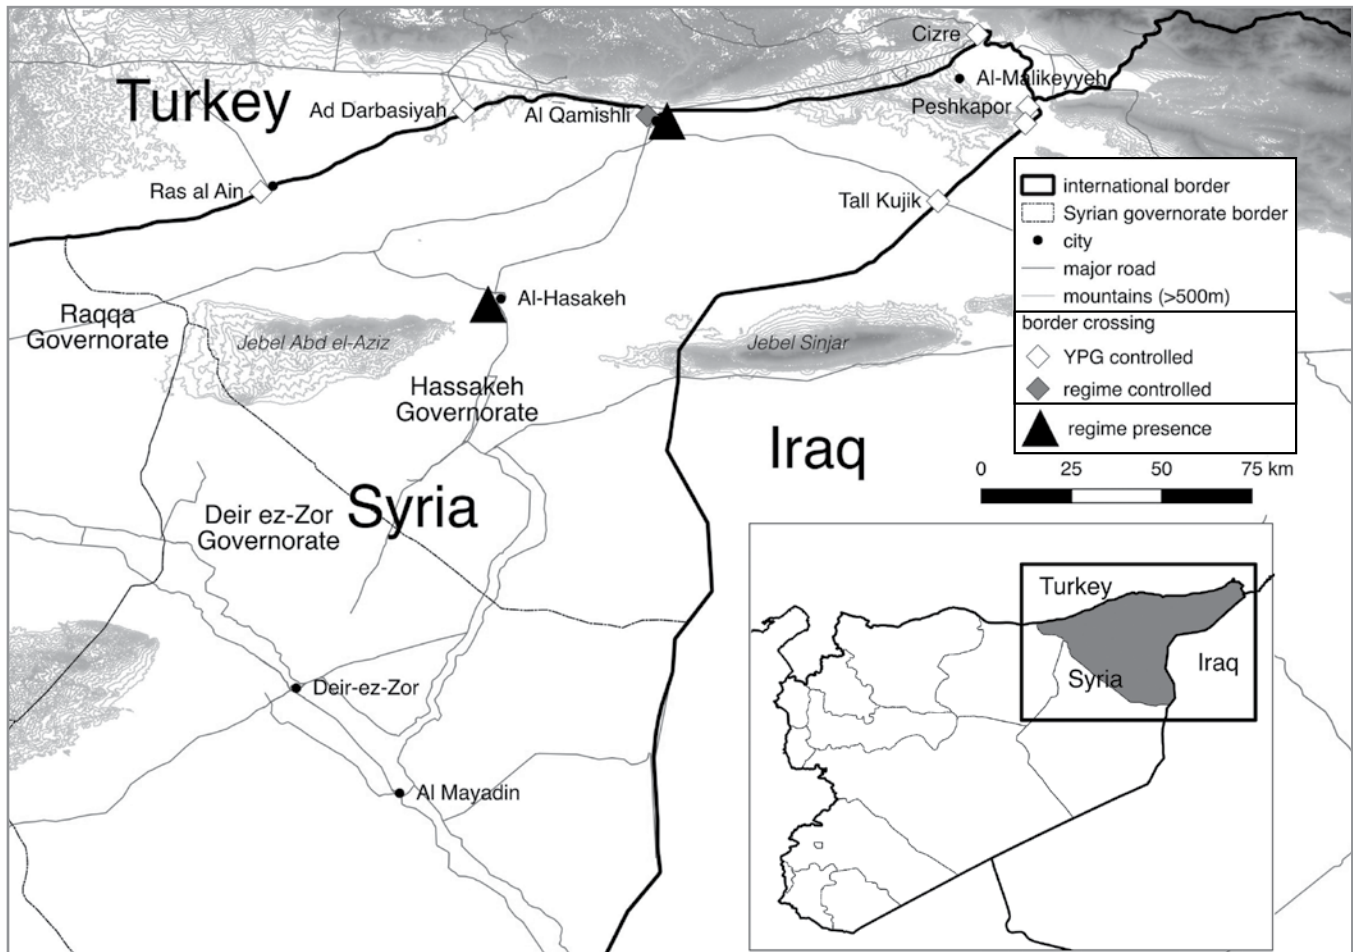 Cizre
Al-Malikeyyeh
Turkey
Ad Darbasiyah
Al Qamishli
Peshkapor
Ras al Ain
Tall Kujik
international border
Syrian governorate border
city
major road
mountains (>500m)
border crossing
YPG controlled
regime controlled
regime presence
Al-Hasakeh
Raqqa
Governorate
Jebel Abd el-Aziz
Jebel Sinjar
Hassakeh
Governorate
Iraq
0 25 50 75 km
Syria
Deir ez-Zor
Governorate
Deir-ez-Zor
Al Mayadin
Turkey
Iraq
Syria